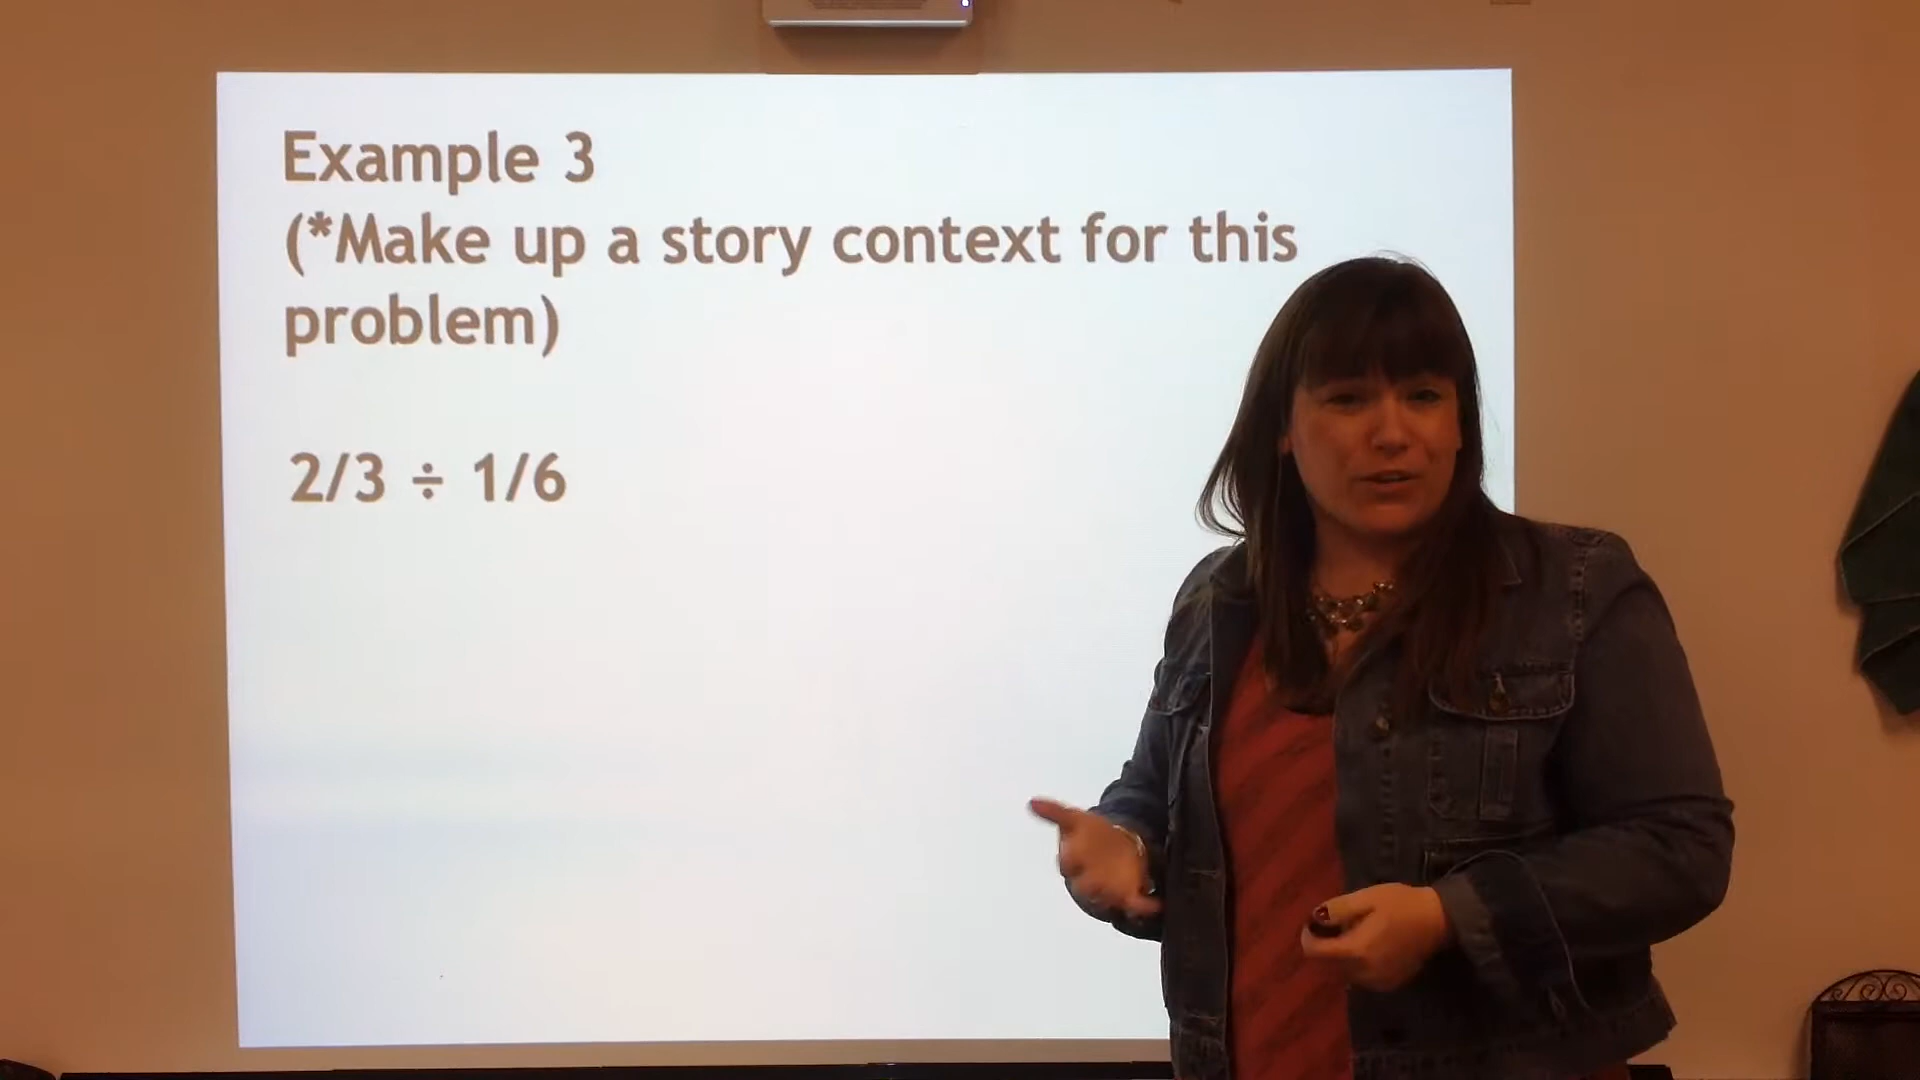 Example 3
(*Make up a story context for this
problem)
2/3 ÷ 1/6